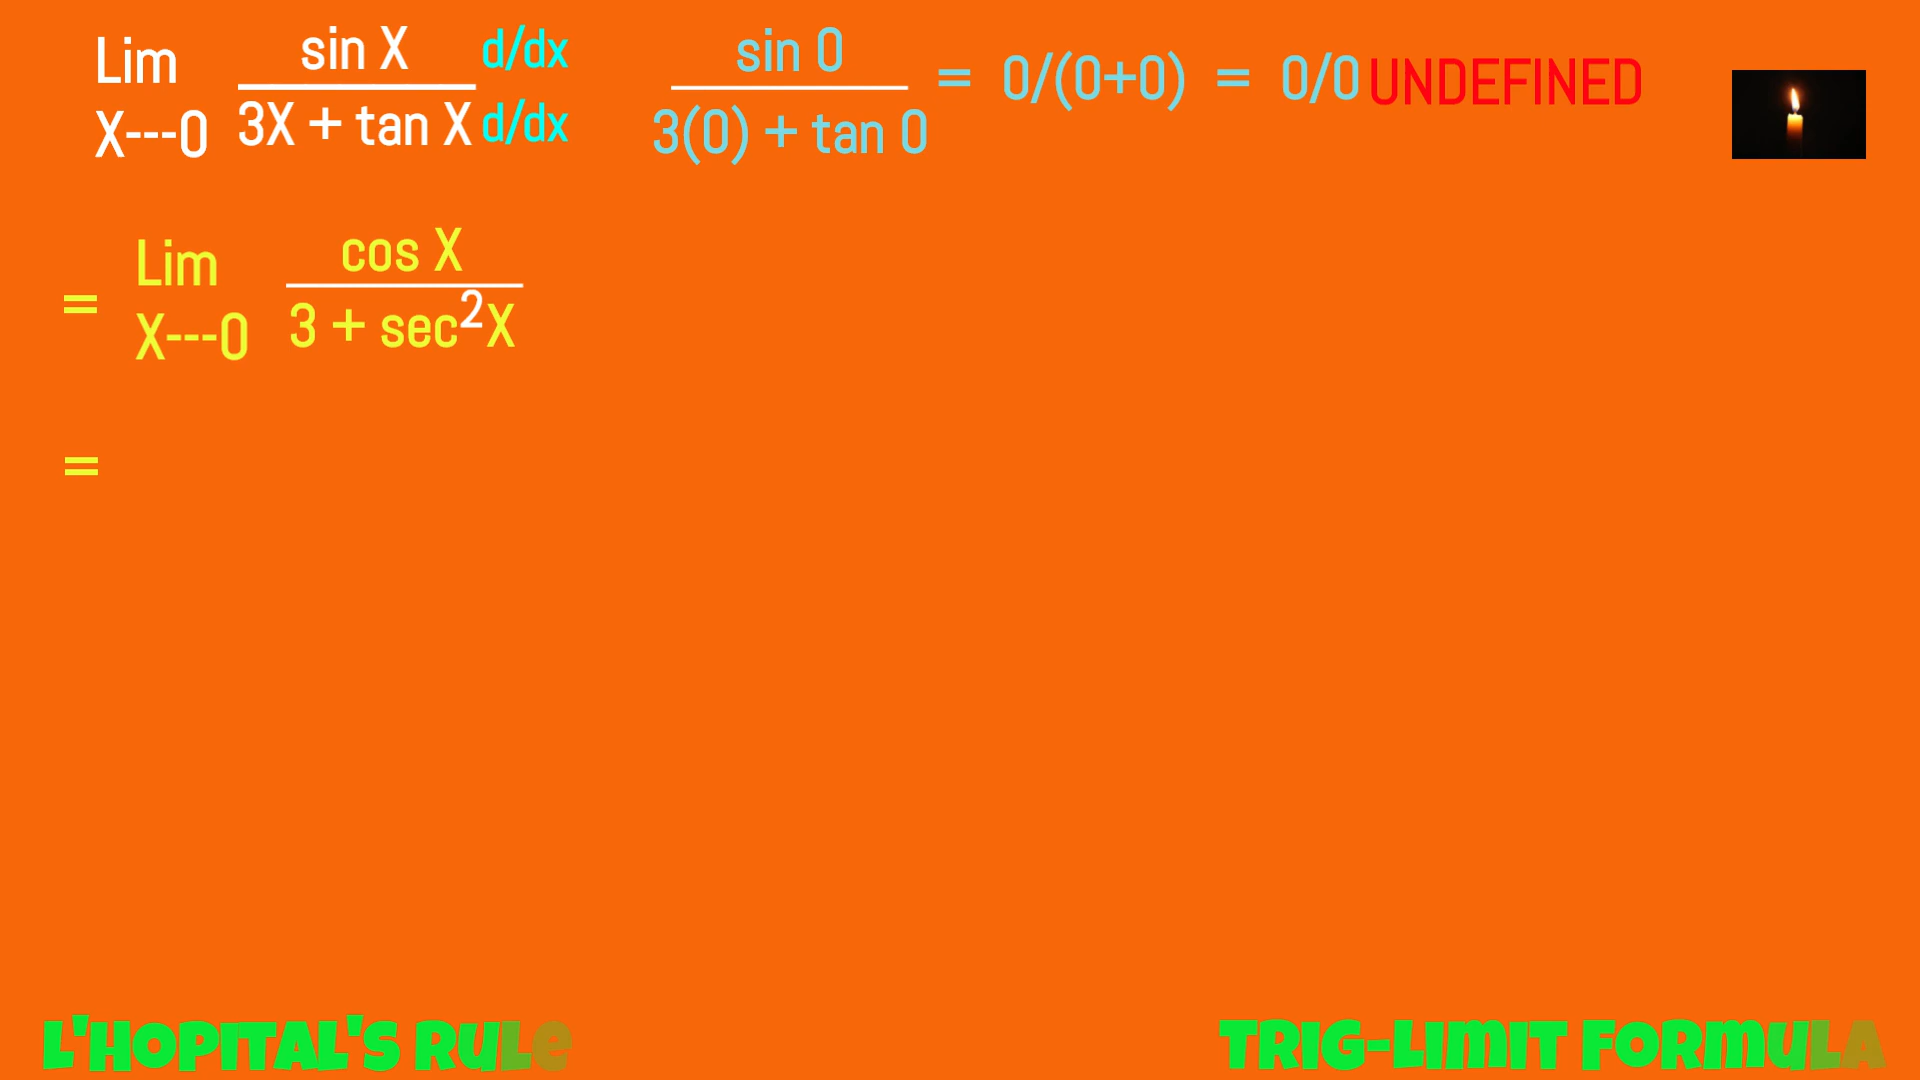 Lim sin X d/dx
X---0 3X + tan X d/dx
sin 0
3(0) + tan 0
= 0/(0+0) = 0/0 UNDEFINED
Lim cos X
=
X---0 3 + sec²X
=
L'HOPITAL'S RULE
TRIG-LIMIT FORMULA